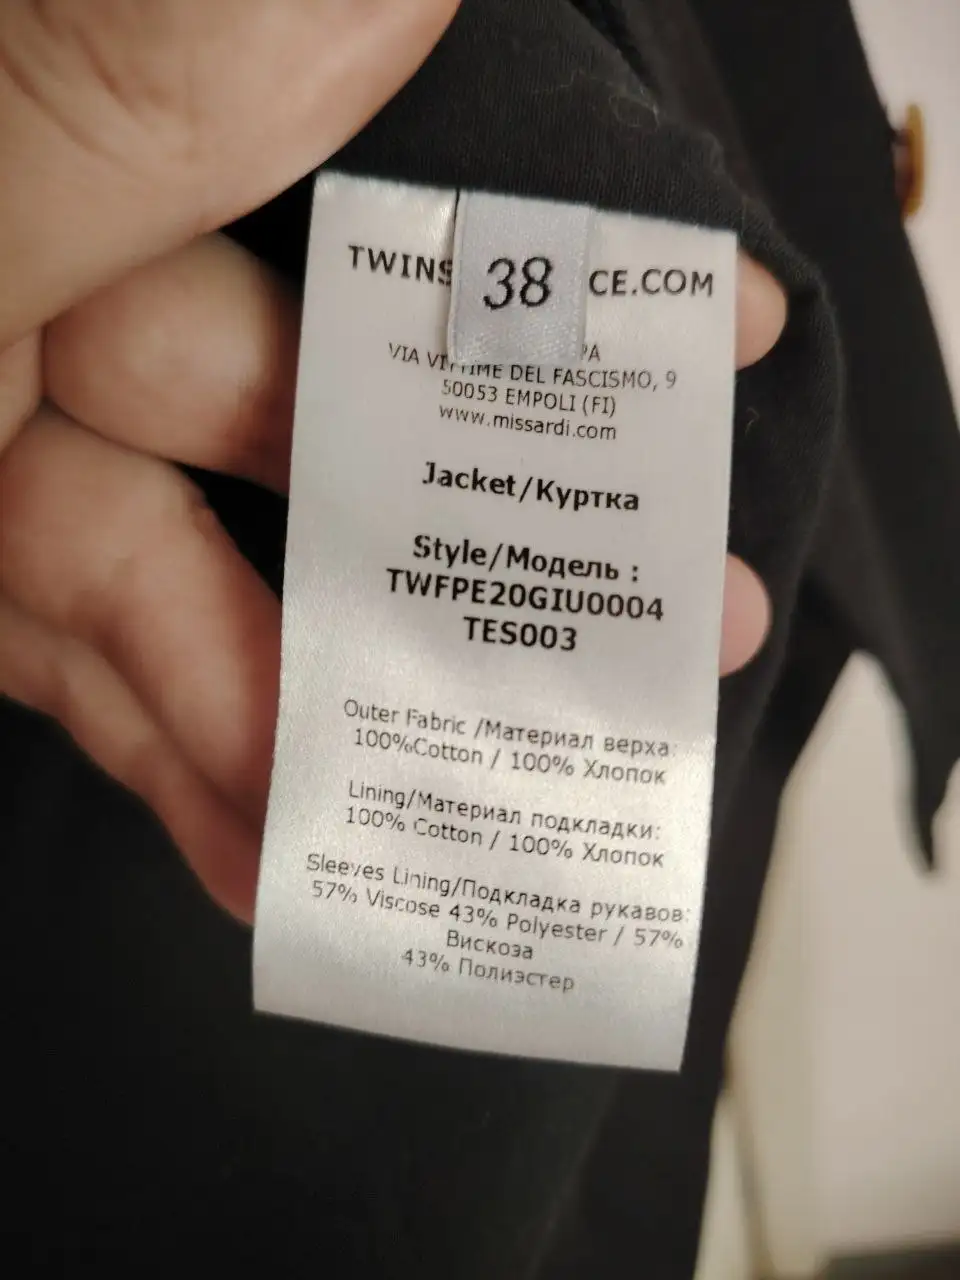 TWINS 38 CE.COM
PA
VIA VITTIME DEL FASCISMO, 9
50053 EMPOLI (FI)
www.missardi.com
Jacket/Куртка
Style/Модель :
TWFPE20GIU0004
TES003
Outer Fabric /Материал верха:
100%Cotton / 100% Хлопок
Lining/Материал подкладки:
100% Cotton / 100% Хлопок
Sleeves Lining/Подкладка рукавов:
57% Viscose 43% Polyester / 57%
Вискоза
43% Полиэстер